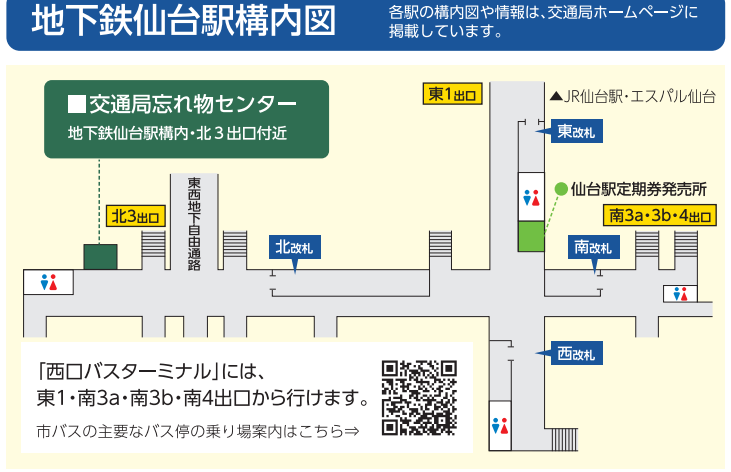 地下鉄仙台駅構内図
各駅の構内図や情報は、交通局ホームページに
掲載しています。
■交通局忘れ物センター
地下鉄仙台駅構内・北3出口付近
東1出口
▲JR仙台駅・エスパル仙台
東改札
仙台駅定期券発売所
東西地下自由通路
北3出口
南3a・3b・4出口
北改札
南改札
西改札
「西口バスターミナル」には、
東1・南3a・南3b・南4出口から行けます。
市バスの主要なバス停の乗り場案内はこちら⇒